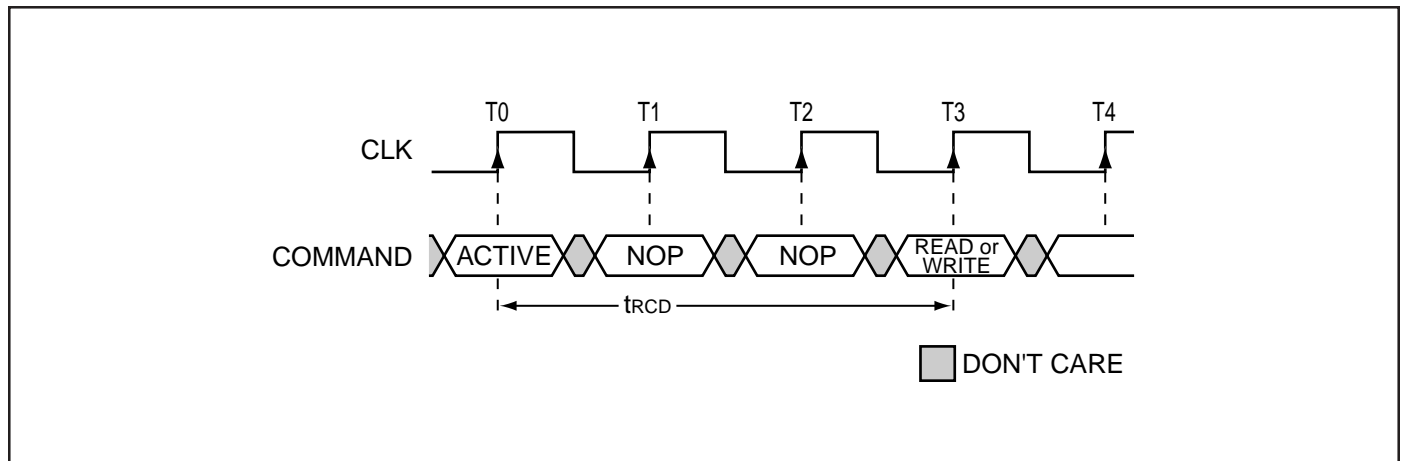 T0 T1 T2 T3 T4
CLK
COMMAND ACTIVE NOP NOP READ or
WRITE
tRCD
DON'T CARE